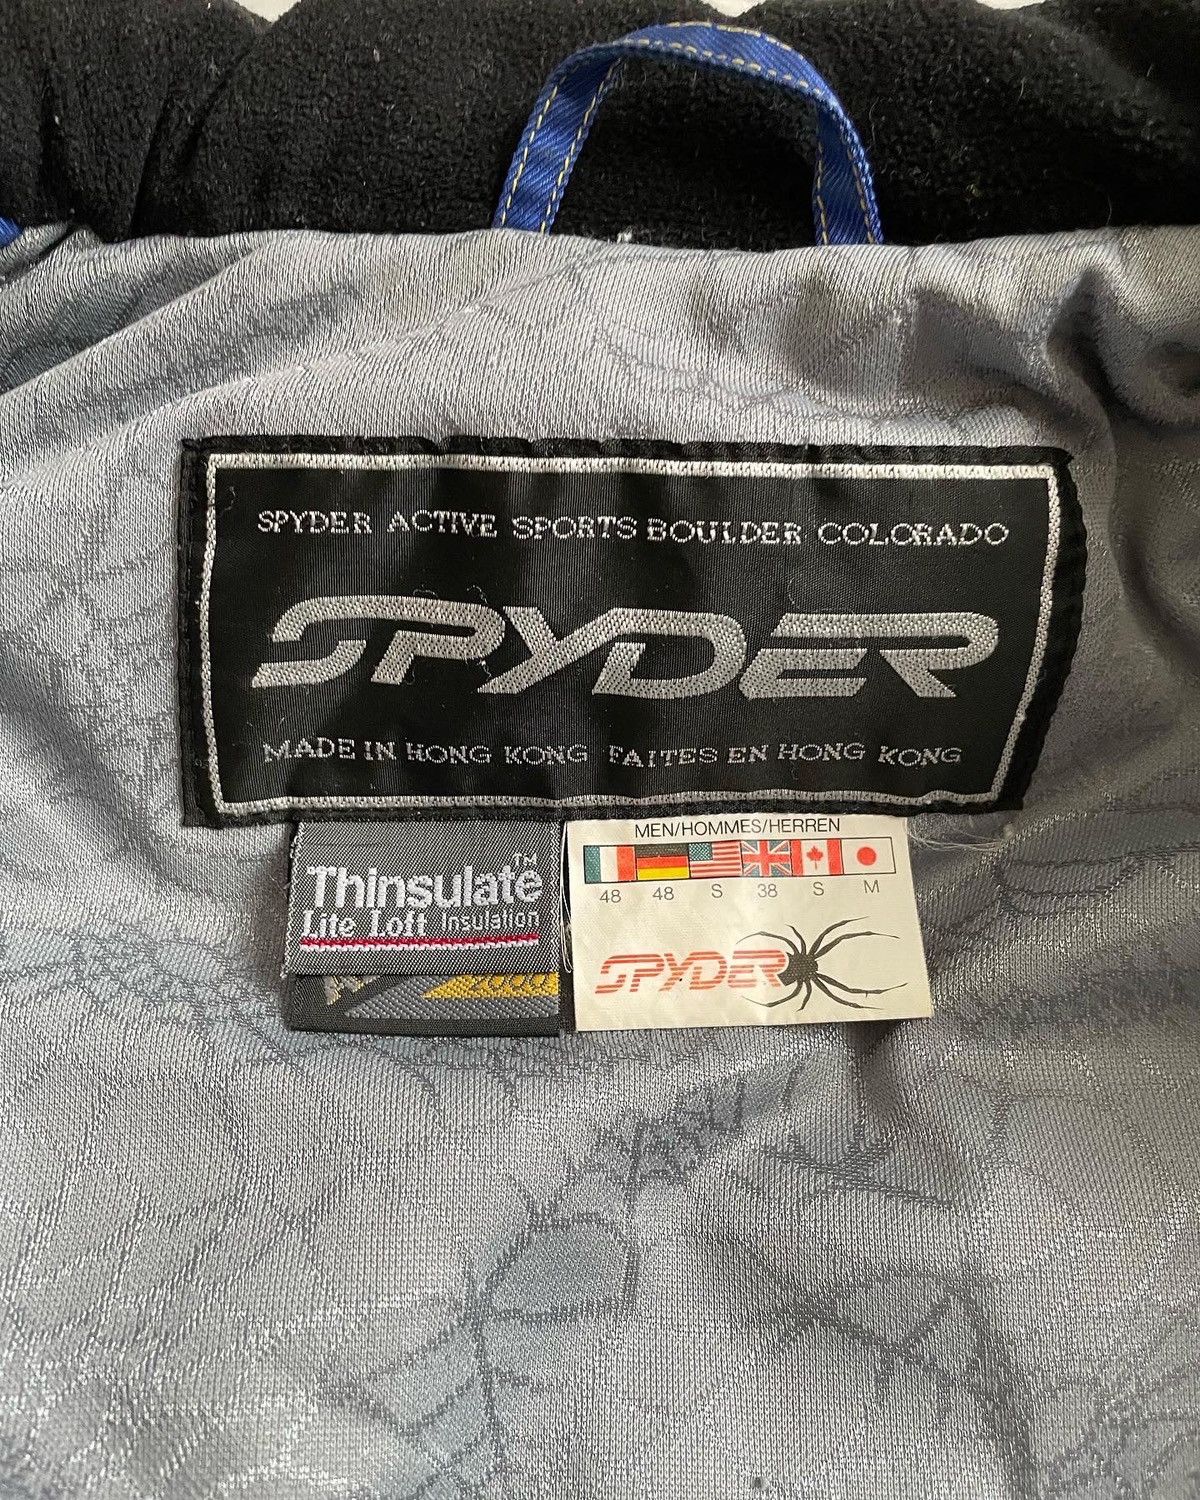 SPYDER ACTIVE SPORTS BOULDER COLORADO
SPYDER
MADE IN HONG KONG FAITES EN HONG KONG
Thinsulate™
Lite Loft Insulation
2000
MEN/HOMMES/HERREN
48 48 S 38 S M
SPYDER